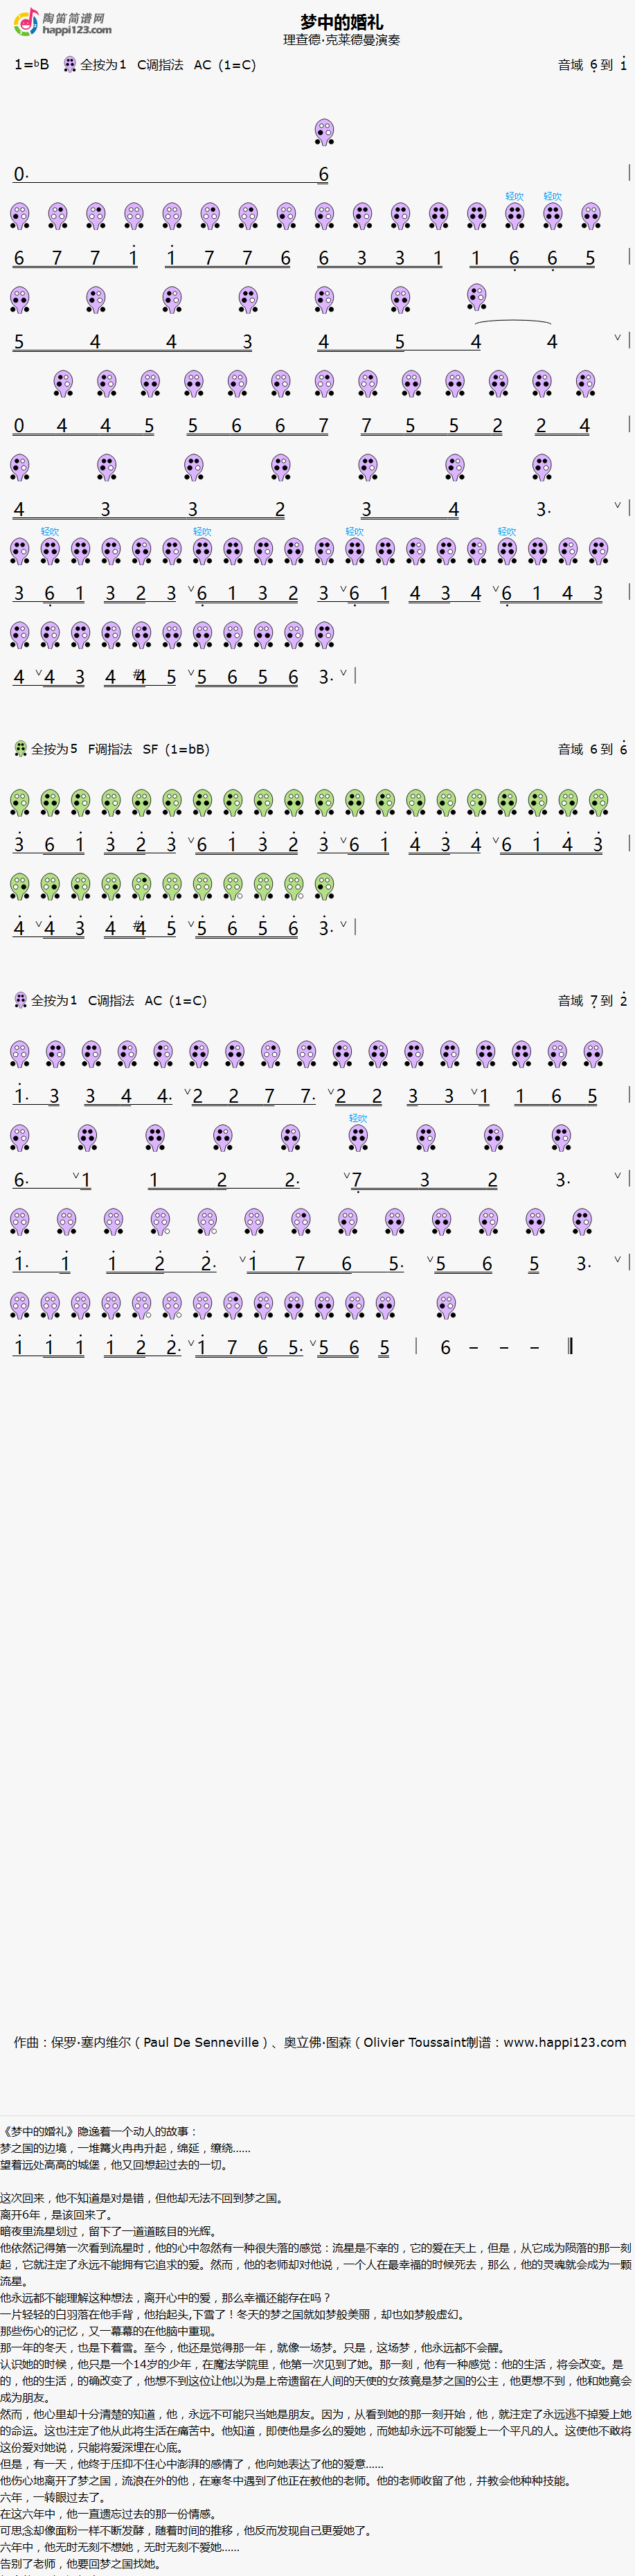 陶笛简谱网
happi123.com
梦中的婚礼
理查德·克莱德曼演奏
1=bB 全按为1 C调指法 AC (1=C) 音域 6 到 1
0. 6
轻吹 轻吹
6 7 7 1 1 7 7 6 6 3 3 1 1 6 6 5
5 4 4 3 4 5 4 4 ∨
0 4 4 5 5 6 6 7 7 5 5 2 2 4
4 3 3 2 3 4 3. ∨
轻吹 轻吹 轻吹 轻吹
3 6 1 3 2 3 ∨6 1 3 2 3 ∨6 1 4 3 4 ∨6 1 4 3
4 ∨4 3 4 #4 5 ∨5 6 5 6 3. ∨
全按为5 F调指法 SF (1=bB) 音域 6 到 6
3 6 1 3 2 3 ∨6 1 3 2 3 ∨6 1 4 3 4 ∨6 1 4 3
4 ∨4 3 4 #4 5 ∨5 6 5 6 3. ∨
全按为1 C调指法 AC (1=C) 音域 7 到 2
1. 3 3 4 4. ∨2 2 7 7. ∨2 2 3 3 ∨1 1 6 5
轻吹
6. ∨1 1 2 2. ∨7 3 2 3. ∨
1. 1 1 2 2. ∨1 7 6 5. ∨5 6 5 3. ∨
1 1 1 1 2 2. ∨1 7 6 5. ∨5 6 5 6 – – –
作曲：保罗·塞内维尔（Paul De Senneville）、奥立佛·图森（Olivier Toussaint制谱：www.happi123.com
《梦中的婚礼》隐逸着一个动人的故事：
梦之国的边境，一堆篝火冉冉升起，绵延，缭绕......
望着远处高高的城堡，他又回想起过去的一切。
这次回来，他不知道是对是错，但他却无法不回到梦之国。
离开6年，是该回来了。
暗夜里流星划过，留下了一道道眩目的光辉。
他依然记得第一次看到流星时，他的心中忽然有一种很失落的感觉：流星是不幸的，它的爱在天上，但是，从它成为陨落的那一刻
起，它就注定了永远不能拥有它追求的爱。然而，他的老师却对他说，一个人在最幸福的时候死去，那么，他的灵魂就会成为一颗
流星。
他永远都不能理解这种想法，离开心中的爱，那么幸福还能存在吗？
一片轻轻的白羽落在他手背，他抬起头,下雪了！冬天的梦之国就如梦般美丽，却也如梦般虚幻。
那些伤心的记忆，又一幕幕的在他脑中重现。
那一年的冬天，也是下着雪。至今，他还是觉得那一年，就像一场梦。只是，这场梦，他永远都不会醒。
认识她的时候，他只是一个14岁的少年，在魔法学院里，他第一次见到了她。那一刻，他有一种感觉：他的生活，将会改变。是
的，他的生活，的确改变了，他想不到这位让他以为是上帝遗留在人间的天使的女孩竟是梦之国的公主，他更想不到，他和她竟会
成为朋友。
然而，他心里却十分清楚的知道，他，永远不可能只当她是朋友。因为，从看到她的那一刻开始，他，就注定了永远逃不掉爱上她
的命运。这也注定了他从此将生活在痛苦中。他知道，即使他是多么的爱她，而她却永远不可能爱上一个平凡的人。这使他不敢将
这份爱对她说，只能将爱深埋在心底。
但是，有一天，他终于压抑不住心中澎湃的感情了，他向她表达了他的爱意......
他伤心地离开了梦之国，流浪在外的他，在寒冬中遇到了他正在教他的老师。他的老师收留了他，并教会他种种技能。
六年，一转眼过去了。
在这六年中，他一直遗忘过去的那一份情感。
可思念却像面粉一样不断发酵，随着时间的推移，他反而发现自己更爱她了。
六年中，他无时无刻不想她，无时无刻不爱她......
告别了老师，他要回梦之国找她。